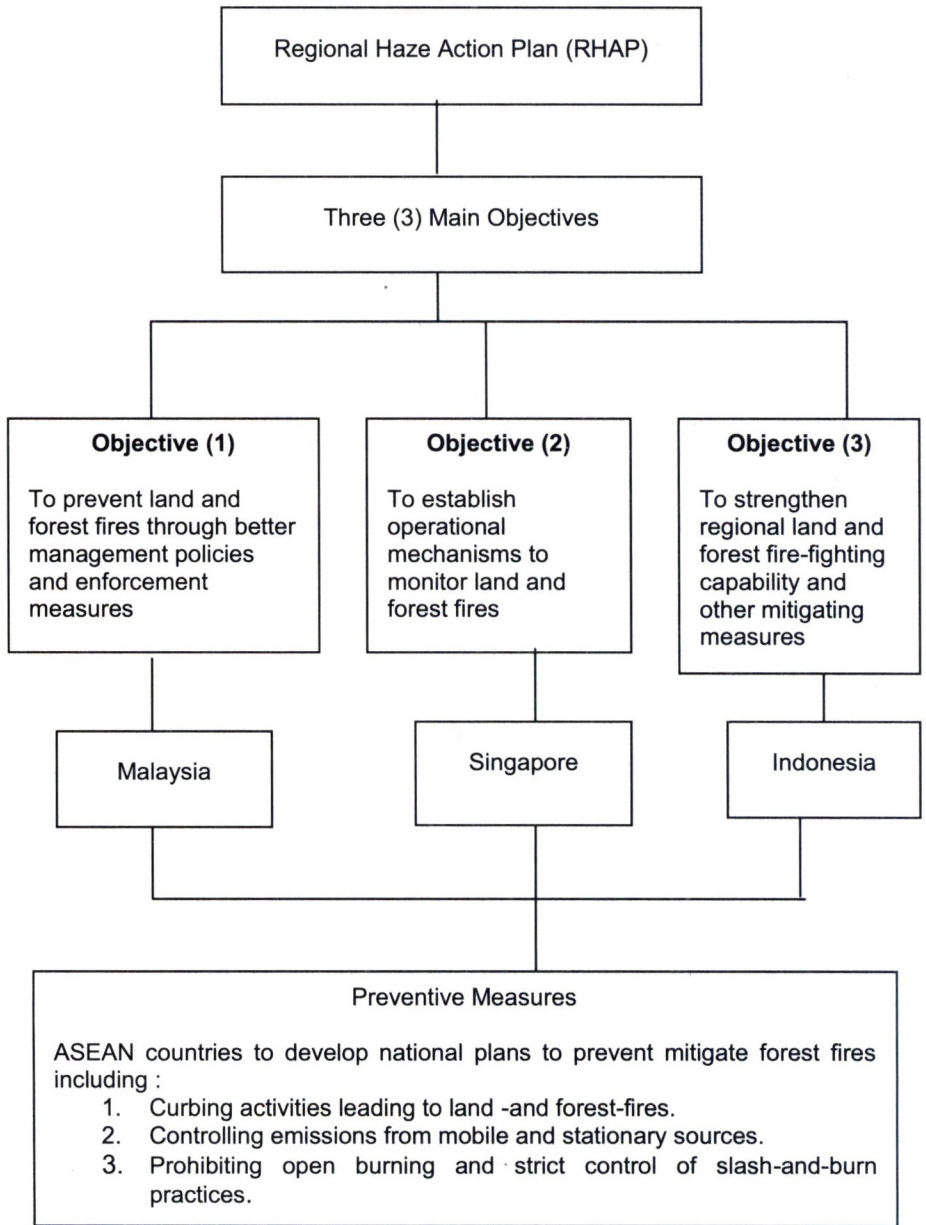 Regional Haze Action Plan (RHAP)
Three (3) Main Objectives
Objective (1)
To prevent land and
forest fires through better
management policies
and enforcement
measures
Objective (2)
To establish
operational
mechanisms to
monitor land and
forest fires
Objective (3)
To strengthen
regional land and
forest fire-fighting
capability and
other mitigating
measures
Malaysia
Singapore
Indonesia
Preventive Measures
ASEAN countries to develop national plans to prevent mitigate forest fires
including :
1. Curbing activities leading to land -and forest-fires.
2. Controlling emissions from mobile and stationary sources.
3. Prohibiting open burning and strict control of slash-and-burn
practices.